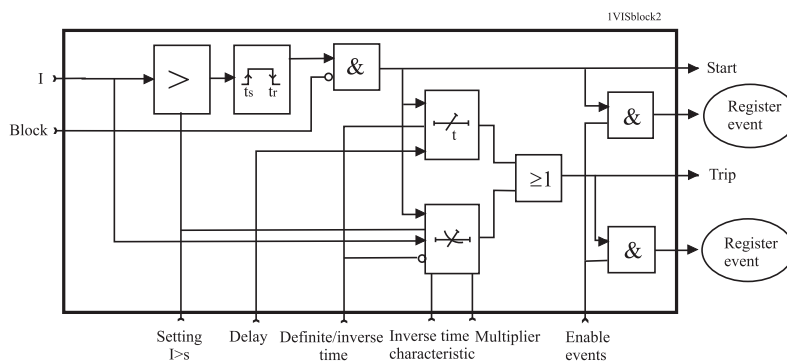 1VISblock2
I
>
ts
tr
&
Start
Register
event
&
Block
t
≥1
Trip
Register
event
&
Setting
I>s
Delay
Definite/inverse
time
Inverse time
characteristic
Multiplier
Enable
events